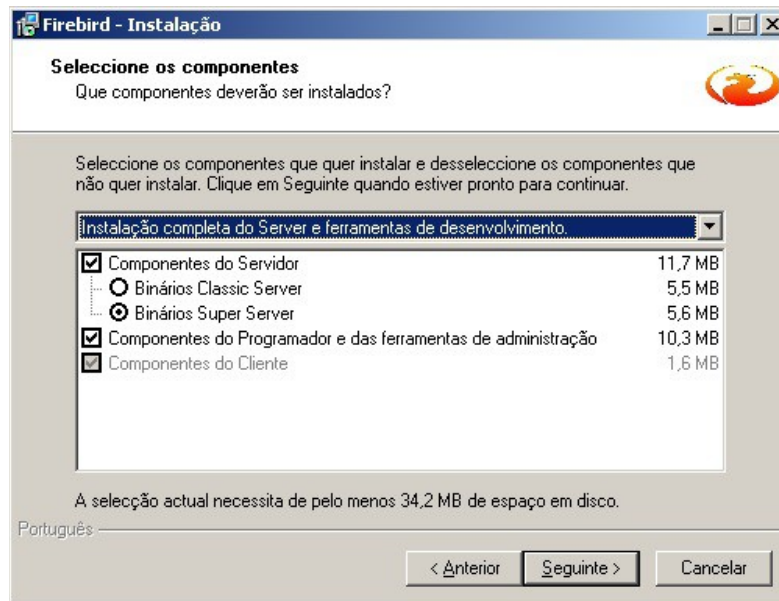 Firebird - Instalação
Seleccione os componentes
Que componentes deverão ser instalados?
Seleccione os componentes que quer instalar e desseleccione os componentes que
não quer instalar. Clique em Seguinte quando estiver pronto para continuar.
Instalação completa do Server e ferramentas de desenvolvimento.
Componentes do Servidor 11,7 MB
Binários Classic Server 5,5 MB
Binários Super Server 5,6 MB
Componentes do Programador e das ferramentas de administração 10,3 MB
Componentes do Cliente 1,6 MB
A selecção actual necessita de pelo menos 34,2 MB de espaço em disco.
Português
< Anterior Seguinte > Cancelar